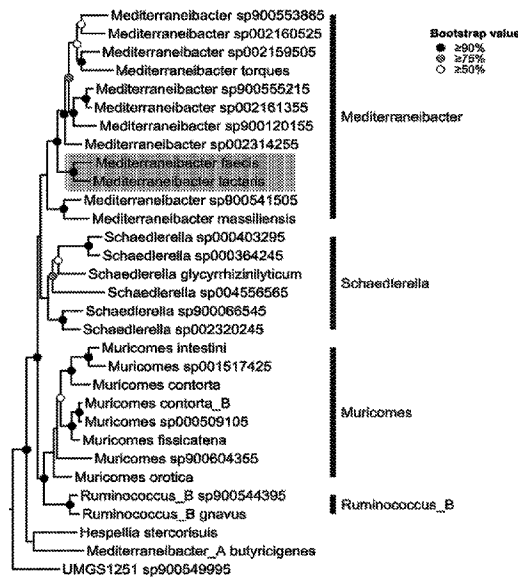 Mediterraneibacter sp900553865
Mediterraneibacter sp002160525
Mediterraneibacter sp002159505
Mediterraneibacter torques
Mediterraneibacter sp900555215
Mediterraneibacter sp002161355
Mediterraneibacter sp900120155
Mediterraneibacter sp002314255
Mediterraneibacter faecis
Mediterraneibacter lactaris
Mediterraneibacter sp900541505
Mediterraneibacter massiliensis
Schaedlerella sp000403295
Schaedlerella sp000364245
Schaedlerella glycyrrhizinilyticum
Schaedlerella sp004556565
Schaedlerella sp900066545
Schaedlerella sp002320245
Muricomes intestini
Muricomes sp001517425
Muricomes contorta
Muricomes contorta_B
Muricomes sp000509105
Muricomes fissicatena
Muricomes sp900604355
Muricomes orotica
Ruminococcus_B sp900544395
Ruminococcus_B gnavus
Hespellia stercorisuis
Mediterraneibacter_A butyricigenes
UMGS1251 sp900549995
Bootstrap value
≥90%
≥75%
≥50%
Mediterraneibacter
Schaedlerella
Muricomes
Ruminococcus_B